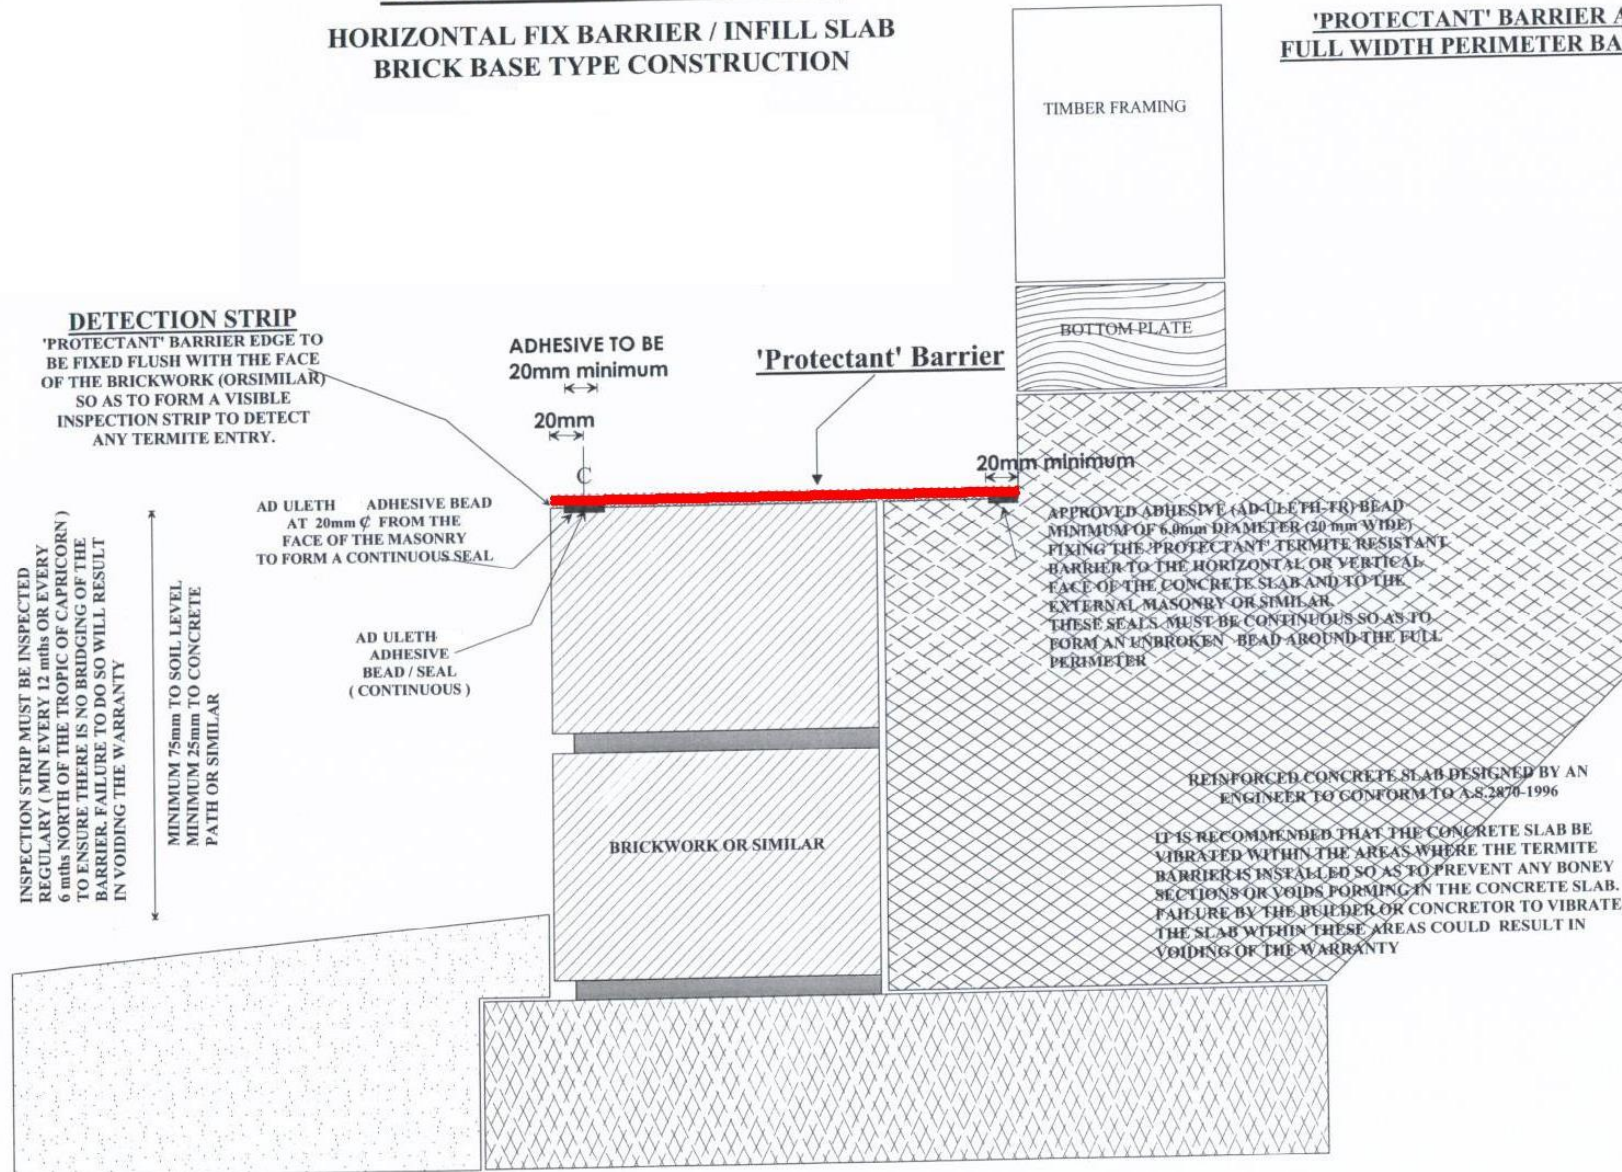 HORIZONTAL FIX BARRIER / INFILL SLAB
BRICK BASE TYPE CONSTRUCTION
'PROTECTANT' BARRIER
FULL WIDTH PERIMETER
TIMBER FRAMING
BOTTOM PLATE
DETECTION STRIP
'PROTECTANT' BARRIER EDGE TO
BE FIXED FLUSH WITH THE FACE
OF THE BRICKWORK (ORSIMILAR)
SO AS TO FORM A VISIBLE
INSPECTION STRIP TO DETECT
ANY TERMITE ENTRY.
ADHESIVE TO BE
20mm minimum
20mm
C
'Protectant' Barrier
20mm minimum
AD ULETH ADHESIVE BEAD
AT 20mm ₵ FROM THE
FACE OF THE MASONRY
TO FORM A CONTINUOUS SEAL
AD ULETH
ADHESIVE
BEAD / SEAL
( CONTINUOUS )
INSPECTION STRIP MUST BE INSPECTED
REGULARY ( MIN EVERY 12 mths OR EVERY
6 mths NORTH OF THE TROPIC OF CAPRICORN )
TO ENSURE THERE IS NO BRIDGING OF THE
BARRIER. FAILURE TO DO SO WILL RESULT
IN VOIDING THE WARRANTY
MINIMUM 75mm TO SOIL LEVEL
MINIMUM 25mm TO CONCRETE
PATH OR SIMILAR
APPROVED ADHESIVE (AD-ULETH-TR) BEAD
MINIMUM OF 6.0mm DIAMETER (20 mm WIDE)
FIXING THE 'PROTECTANT' TERMITE RESISTANT
BARRIER TO THE HORIZONTAL OR VERTICAL
FACE OF THE CONCRETE SLAB AND TO THE
EXTERNAL MASONRY OR SIMILAR.
THESE SEALS MUST BE CONTINUOUS SO AS TO
FORM AN UNBROKEN BEAD AROUND THE FULL
PERIMETER
BRICKWORK OR SIMILAR
REINFORCED CONCRETE SLAB DESIGNED BY AN
ENGINEER TO CONFORM TO A.S.2870-1996
IT IS RECOMMENDED THAT THE CONCRETE SLAB BE
VIBRATED WITHIN THE AREAS WHERE THE TERMITE
BARRIER IS INSTALLED SO AS TO PREVENT ANY BONEY
SECTIONS OR VOIDS FORMING IN THE CONCRETE SLAB.
FAILURE BY THE BUILDER OR CONCRETOR TO VIBRATE
THE SLAB WITHIN THESE AREAS COULD RESULT IN
VOIDING OF THE WARRANTY